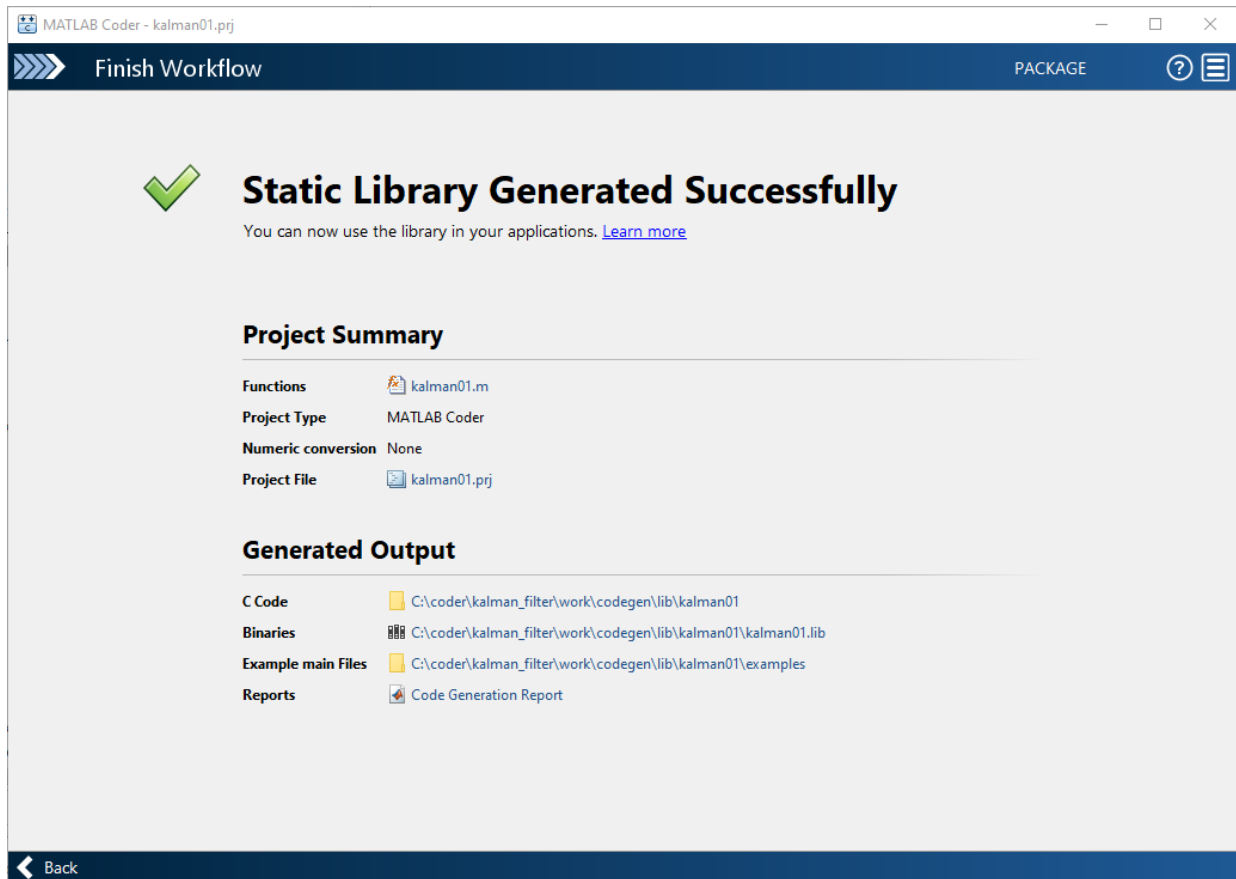 MATLAB Coder - kalman01.prj
Finish Workflow PACKAGE ?
Static Library Generated Successfully
You can now use the library in your applications. Learn more
Project Summary
Functions kalman01.m
Project Type MATLAB Coder
Numeric conversion None
Project File kalman01.prj
Generated Output
C Code C:\coder\kalman_filter\work\codegen\lib\kalman01
Binaries C:\coder\kalman_filter\work\codegen\lib\kalman01\kalman01.lib
Example main Files C:\coder\kalman_filter\work\codegen\lib\kalman01\examples
Reports Code Generation Report
Back